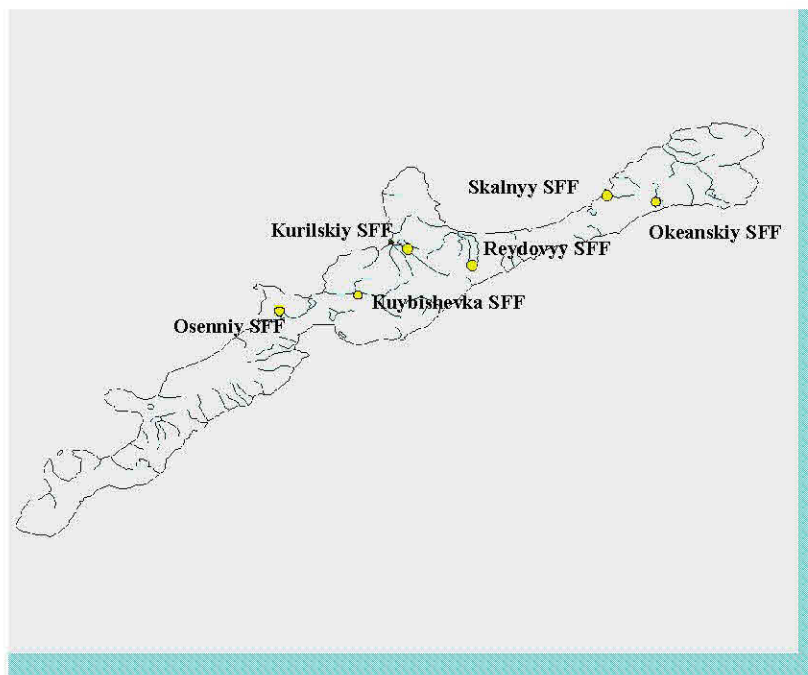 Skalnyy SFF
Kurilskiy SFF
Okeanskiy SFF
Reydovyy SFF
Kuybishevka SFF
Osenniy SFF